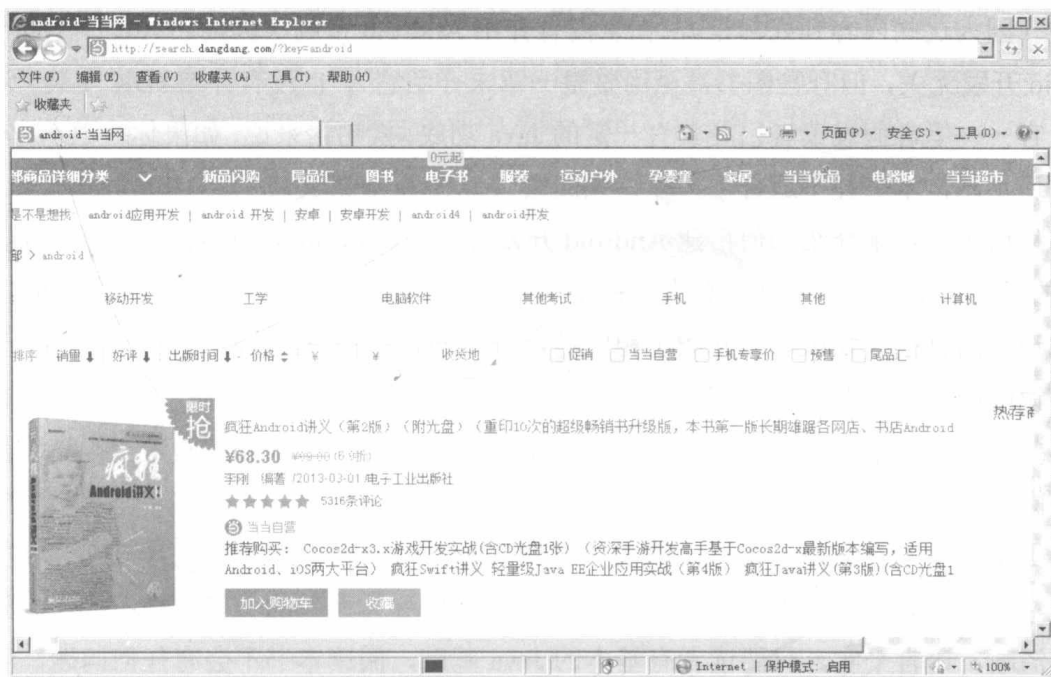 android-当当网 - Windows Internet Explorer
http://search.dangdang.com/?key=android
文件(F) 编辑(E) 查看(V) 收藏夹(A) 工具(T) 帮助(H)
收藏夹
android-当当网 页面(P) 安全(S) 工具(O)
0元起
部商品详细分类 新品闪购 尾品汇 图书 电子书 服装 运动户外 孕婴童 家居 当当优品 电器城 当当超市
是不是想找 android应用开发 | android 开发 | 安卓 | 安卓开发 | android4 | android开发
部 > android
移动开发 工学 电脑软件 其他考试 手机 其他 计算机
排序 销量⬇ 好评⬇ 出版时间⬇ 价格 ¥ ¥ 收货地 促销 当当自营 手机专享价 预售 尾品汇
热荐商
限时
抢
疯狂Android讲义（第2版）（附光盘）（重印10次的超级畅销书升级版，本书第一版长期雄踞各网店、书店Android
¥68.30 ¥99.00 (6.9折)
李刚 编著 /2013-03-01 /电子工业出版社
★★★★★ 5316条评论
当当自营
推荐购买： Cocos2d-x3.x游戏开发实战(含CD光盘1张) （资深手游开发高手基于Cocos2d-x最新版本编写，适用
Android、iOS两大平台） 疯狂Swift讲义 轻量级Java EE企业应用实战（第4版） 疯狂Java讲义(第3版)(含CD光盘1
加入购物车 收藏
疯狂
Android讲义
Internet | 保护模式: 启用 100%